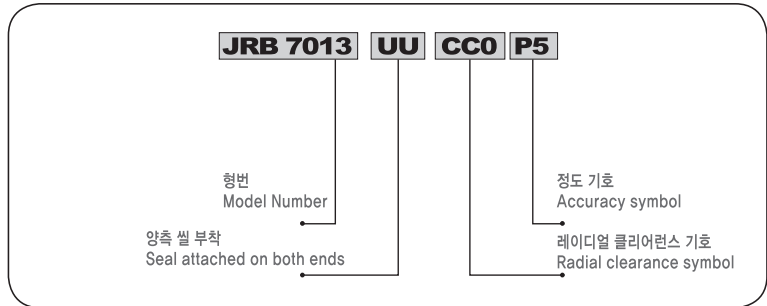 JRB 7013 UU CC0 P5
형번
Model Number
양측 씰 부착
Seal attached on both ends
정도 기호
Accuracy symbol
레이디얼 클리어런스 기호
Radial clearance symbol